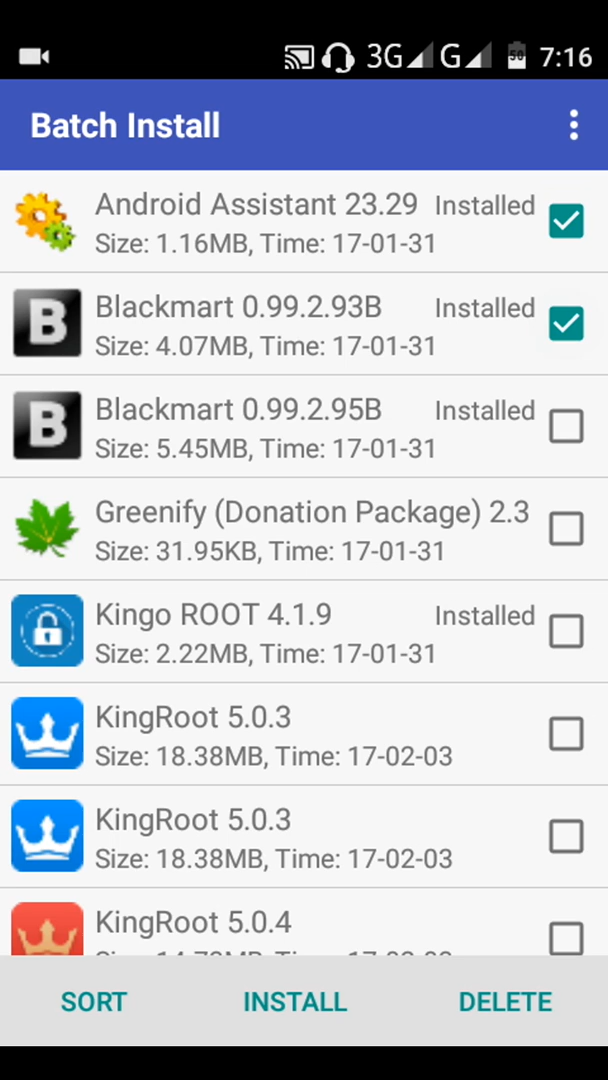 3G G 50 7:16
Batch Install
Android Assistant 23.29 Installed
Size: 1.16MB, Time: 17-01-31
B Blackmart 0.99.2.93B Installed
Size: 4.07MB, Time: 17-01-31
B Blackmart 0.99.2.95B Installed
Size: 5.45MB, Time: 17-01-31
Greenify (Donation Package) 2.3
Size: 31.95KB, Time: 17-01-31
Kingo ROOT 4.1.9 Installed
Size: 2.22MB, Time: 17-01-31
KingRoot 5.0.3
Size: 18.38MB, Time: 17-02-03
KingRoot 5.0.3
Size: 18.38MB, Time: 17-02-03
KingRoot 5.0.4
SORT INSTALL DELETE